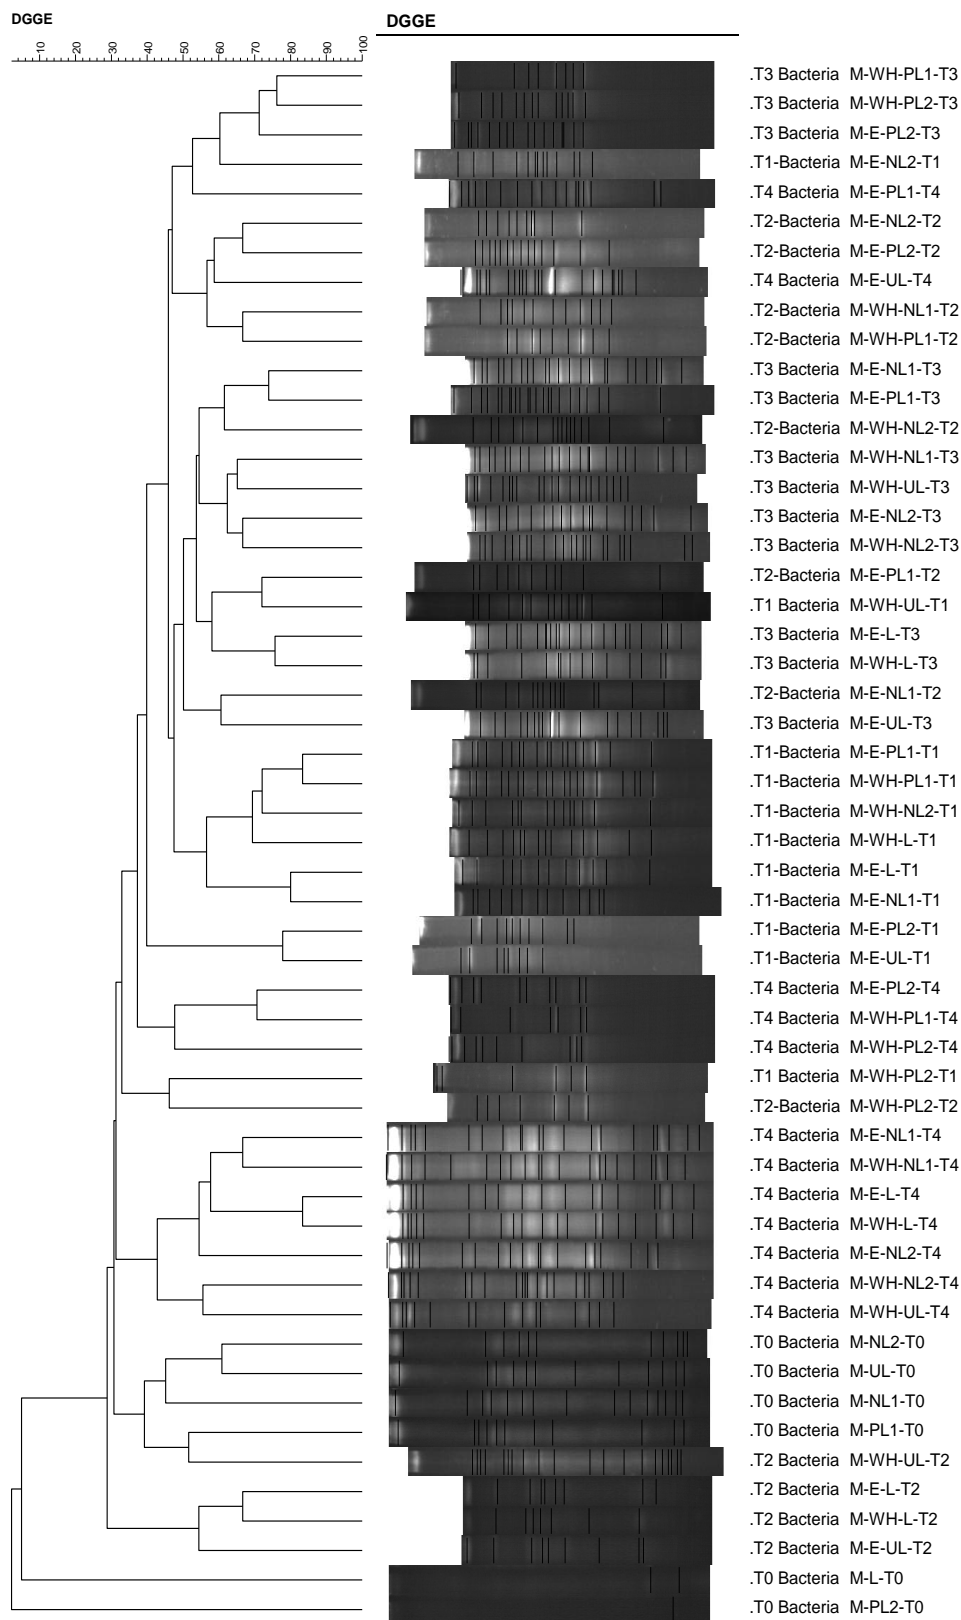 DGGE DGGE
10 20 30 40 50 60 70 80 90 100
.T3 Bacteria M-WH-PL1-T3
.T3 Bacteria M-WH-PL2-T3
.T3 Bacteria M-E-PL2-T3
.T1-Bacteria M-E-NL2-T1
.T4 Bacteria M-E-PL1-T4
.T2-Bacteria M-E-NL2-T2
.T2-Bacteria M-E-PL2-T2
.T4 Bacteria M-E-UL-T4
.T2-Bacteria M-WH-NL1-T2
.T2-Bacteria M-WH-PL1-T2
.T3 Bacteria M-E-NL1-T3
.T3 Bacteria M-E-PL1-T3
.T2-Bacteria M-WH-NL2-T2
.T3 Bacteria M-WH-NL1-T3
.T3 Bacteria M-WH-UL-T3
.T3 Bacteria M-E-NL2-T3
.T3 Bacteria M-WH-NL2-T3
.T2-Bacteria M-E-PL1-T2
.T1 Bacteria M-WH-UL-T1
.T3 Bacteria M-E-L-T3
.T3 Bacteria M-WH-L-T3
.T2-Bacteria M-E-NL1-T2
.T3 Bacteria M-E-UL-T3
.T1-Bacteria M-E-PL1-T1
.T1-Bacteria M-WH-PL1-T1
.T1-Bacteria M-WH-NL2-T1
.T1-Bacteria M-WH-L-T1
.T1-Bacteria M-E-L-T1
.T1-Bacteria M-E-NL1-T1
.T1-Bacteria M-E-PL2-T1
.T1-Bacteria M-E-UL-T1
.T4 Bacteria M-E-PL2-T4
.T4 Bacteria M-WH-PL1-T4
.T4 Bacteria M-WH-PL2-T4
.T1 Bacteria M-WH-PL2-T1
.T2-Bacteria M-WH-PL2-T2
.T4 Bacteria M-E-NL1-T4
.T4 Bacteria M-WH-NL1-T4
.T4 Bacteria M-E-L-T4
.T4 Bacteria M-WH-L-T4
.T4 Bacteria M-E-NL2-T4
.T4 Bacteria M-WH-NL2-T4
.T4 Bacteria M-WH-UL-T4
.T0 Bacteria M-NL2-T0
.T0 Bacteria M-UL-T0
.T0 Bacteria M-NL1-T0
.T0 Bacteria M-PL1-T0
.T2 Bacteria M-WH-UL-T2
.T2 Bacteria M-E-L-T2
.T2 Bacteria M-WH-L-T2
.T2 Bacteria M-E-UL-T2
.T0 Bacteria M-L-T0
.T0 Bacteria M-PL2-T0